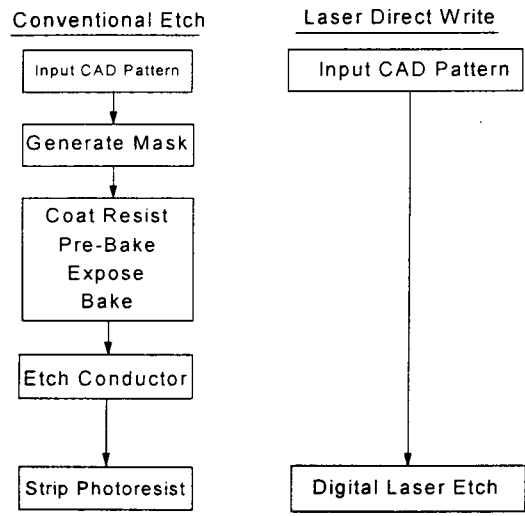 Conventional Etch
Input CAD Pattern
Generate Mask
Coat Resist
Pre-Bake
Expose
Bake
Etch Conductor
Strip Photoresist
Laser Direct Write
Input CAD Pattern
Digital Laser Etch